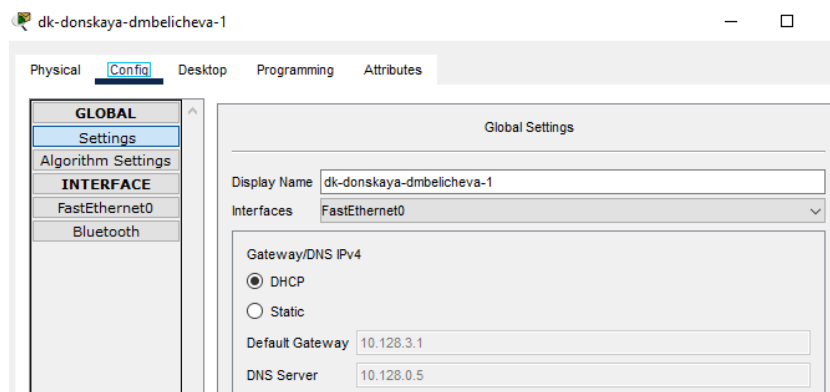 dk-donskaya-dmbelicheva-1
Physical Config Desktop Programming Attributes
GLOBAL
Settings
Algorithm Settings
INTERFACE
FastEthernet0
Bluetooth
Global Settings
Display Name dk-donskaya-dmbelicheva-1
Interfaces FastEthernet0
Gateway/DNS IPv4
DHCP
Static
Default Gateway 10.128.3.1
DNS Server 10.128.0.5